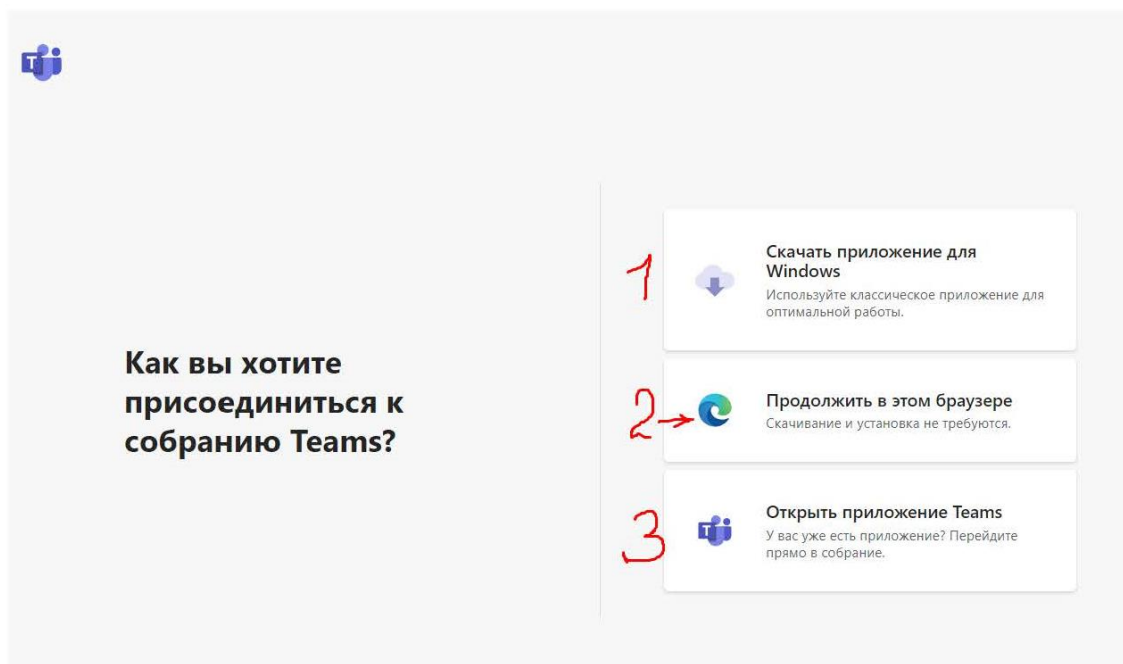 Как вы хотите
присоединиться к
собранию Teams?
1
Скачать приложение для
Windows
Используйте классическое приложение для
оптимальной работы.
2
Продолжить в этом браузере
Скачивание и установка не требуются.
3
Открыть приложение Teams
У вас уже есть приложение? Перейдите
прямо в собрание.